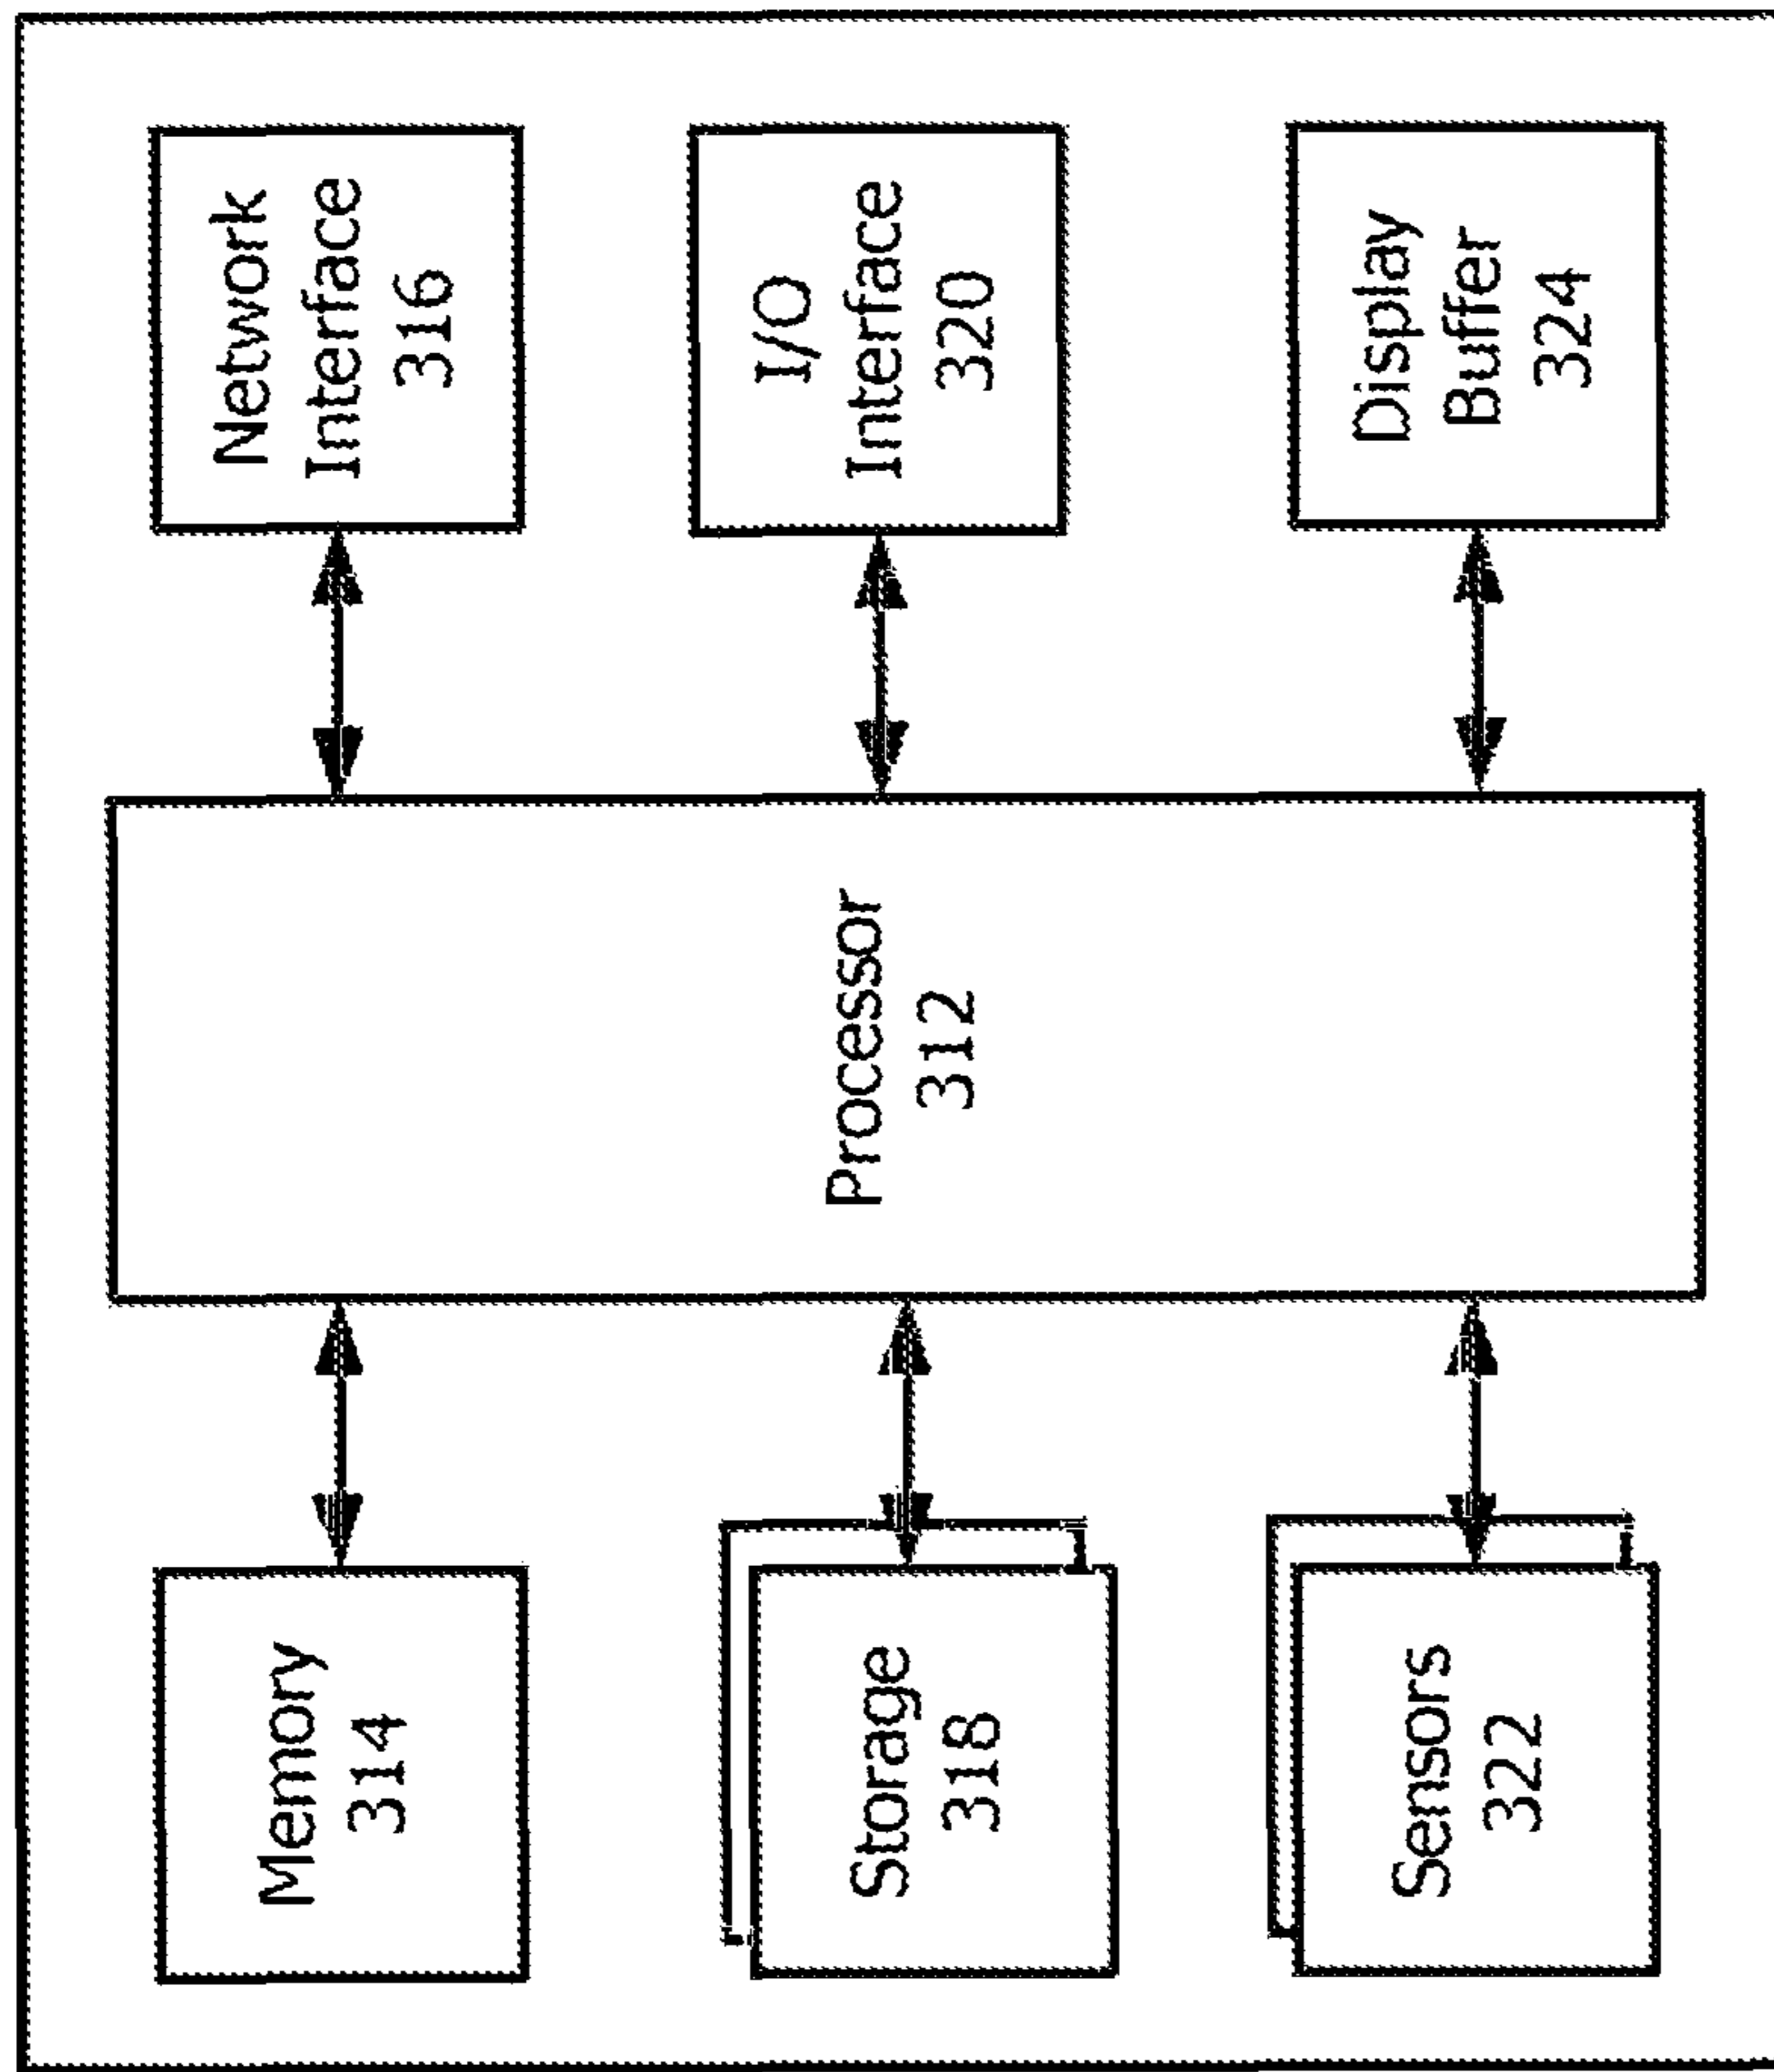 Memory
314
Storage
318
Sensors
322
Processor
312
Network
Interface
316
I/O
Interface
320
Display
Buffer
324